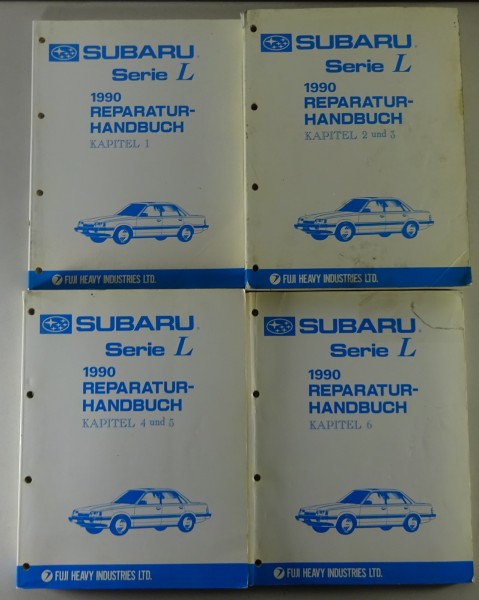 SUBARU®
Serie L
1990
REPARATUR-
HANDBUCH
KAPITEL 1
FUJI HEAVY INDUSTRIES LTD.
SUBARU®
Serie L
1990
REPARATUR-
HANDBUCH
KAPITEL 2 und 3
FUJI HEAVY INDUSTRIES LTD.
SUBARU®
Serie L
1990
REPARATUR-
HANDBUCH
KAPITEL 4 und 5
FUJI HEAVY INDUSTRIES LTD.
SUBARU®
Serie L
1990
REPARATUR-
HANDBUCH
KAPITEL 6
FUJI HEAVY INDUSTRIES LTD.